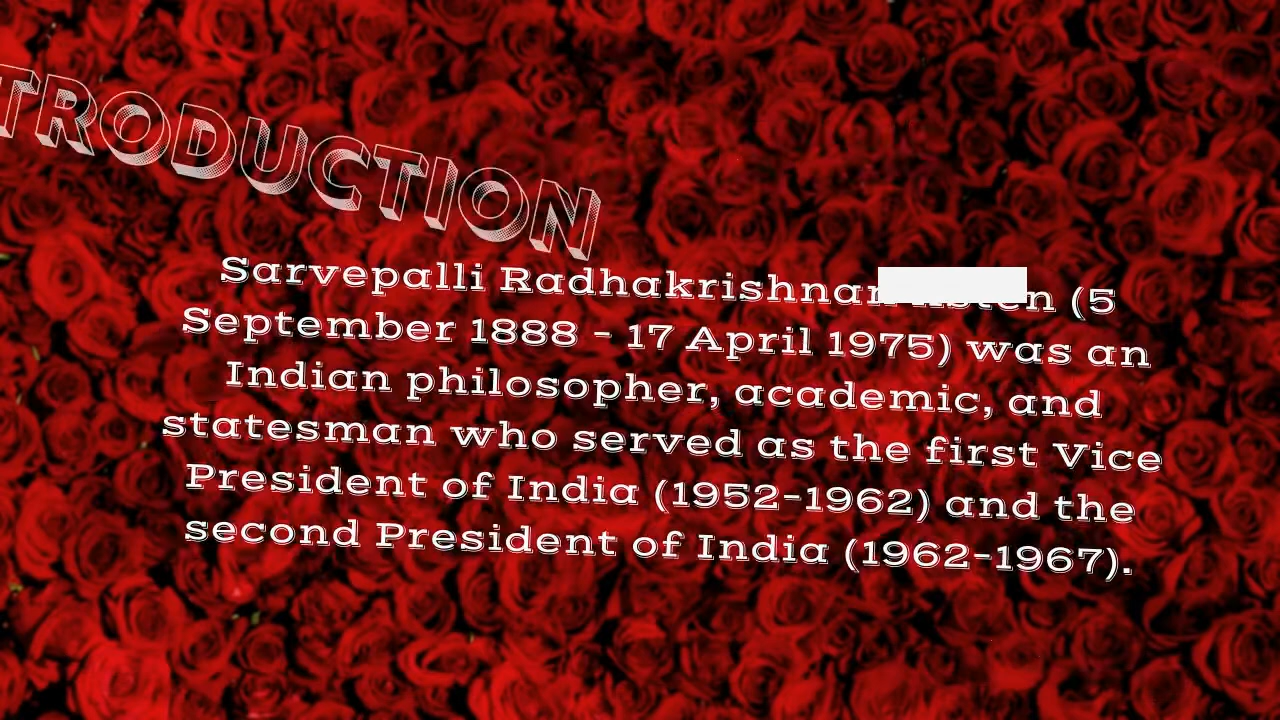 TRODUCTION
Sarvepalli Radhakrishnan (5
September 1888 – 17 April 1975) was an
Indian philosopher, academic, and
statesman who served as the first Vice
President of India (1952-1962) and the
second President of India (1962-1967).